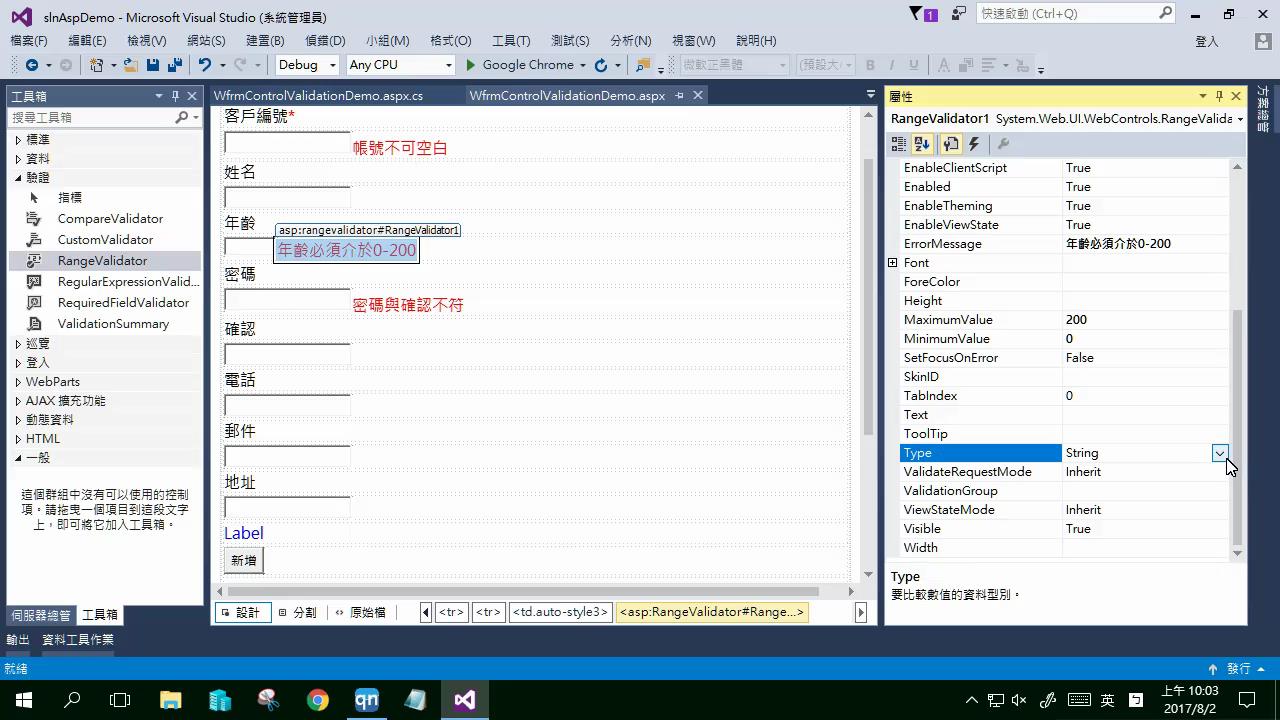 slnAspDemo - Microsoft Visual Studio (系統管理員)
1
快速啟動 (Ctrl+Q)
檔案(F) 編輯(E) 檢視(V) 網站(S) 建置(B) 偵錯(D) 小組(M) 格式(O) 工具(T) 測試(S) 分析(N) 視窗(W) 說明(H)
登入
Debug Any CPU Google Chrome 微軟正黑體 (預設大 B I U A
工具箱
搜尋工具箱
標準
資料
驗證
指標
CompareValidator
CustomValidator
RangeValidator
RegularExpressionValid...
RequiredFieldValidator
ValidationSummary
巡覽
登入
WebParts
AJAX 擴充功能
動態資料
HTML
一般
這個群組中沒有可以使用的控制
項。請拖曳一個項目到這段文字
上，即可將它加入工具箱。
伺服器總管 工具箱
輸出 資料工具作業
WfrmControlValidationDemo.aspx.cs WfrmControlValidationDemo.aspx
客戶編號*
帳號不可空白
姓名
年齡
asp:rangevalidator#RangeValidator1
年齡必須介於0-200
密碼
密碼與確認不符
確認
電話
郵件
地址
Label
新增
設計 分割 原始檔 <tr> <tr> <td.auto-style3> <asp:RangeValidator#Range...>
屬性
RangeValidator1 System.Web.UI.WebControls.RangeValida
EnableClientScript True
Enabled True
EnableTheming True
EnableViewState True
ErrorMessage 年齡必須介於0-200
Font
ForeColor
Height
MaximumValue 200
MinimumValue 0
SetFocusOnError False
SkinID
TabIndex 0
Text
ToolTip
Type String
ValidateRequestMode Inherit
ValidationGroup
ViewStateMode Inherit
Visible True
Width
Type
要比較數值的資料型別。
方案總管
就緒
發行
qn
英
上午 10:03
2017/8/2